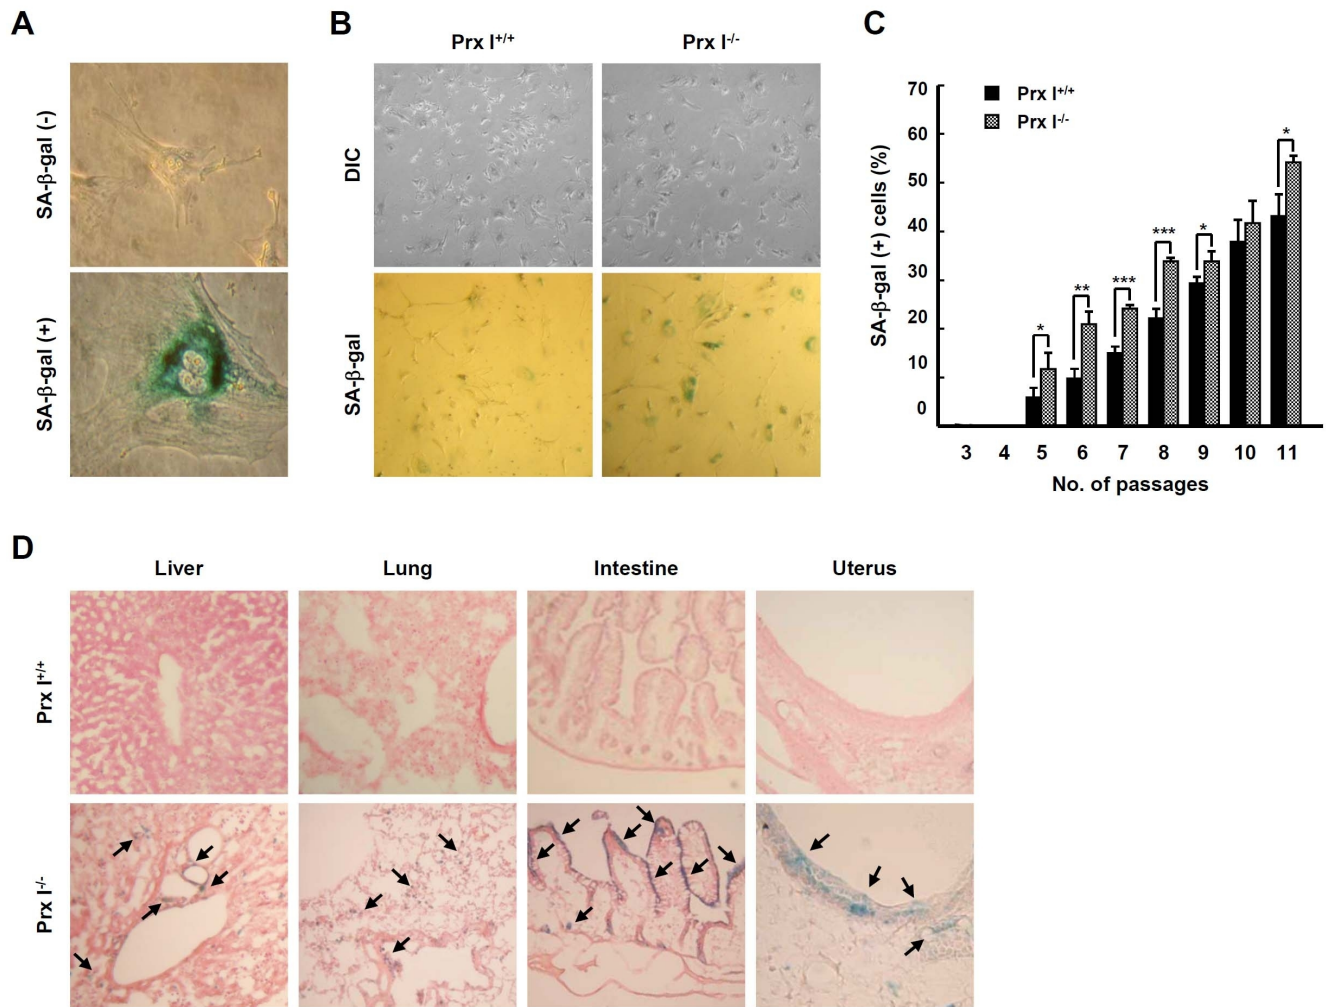 A
B
C
Prx I+/+
Prx I-/-
SA-β-gal (-)
SA-β-gal (+)
DIC
SA-β-gal
SA-β-gal (+) cells (%)
70
60
50
40
30
20
10
0
Prx I+/+
Prx I-/-
*
**
***
***
*
*
3 4 5 6 7 8 9 10 11
No. of passages
D
Liver Lung Intestine Uterus
Prx I+/+
Prx I-/-